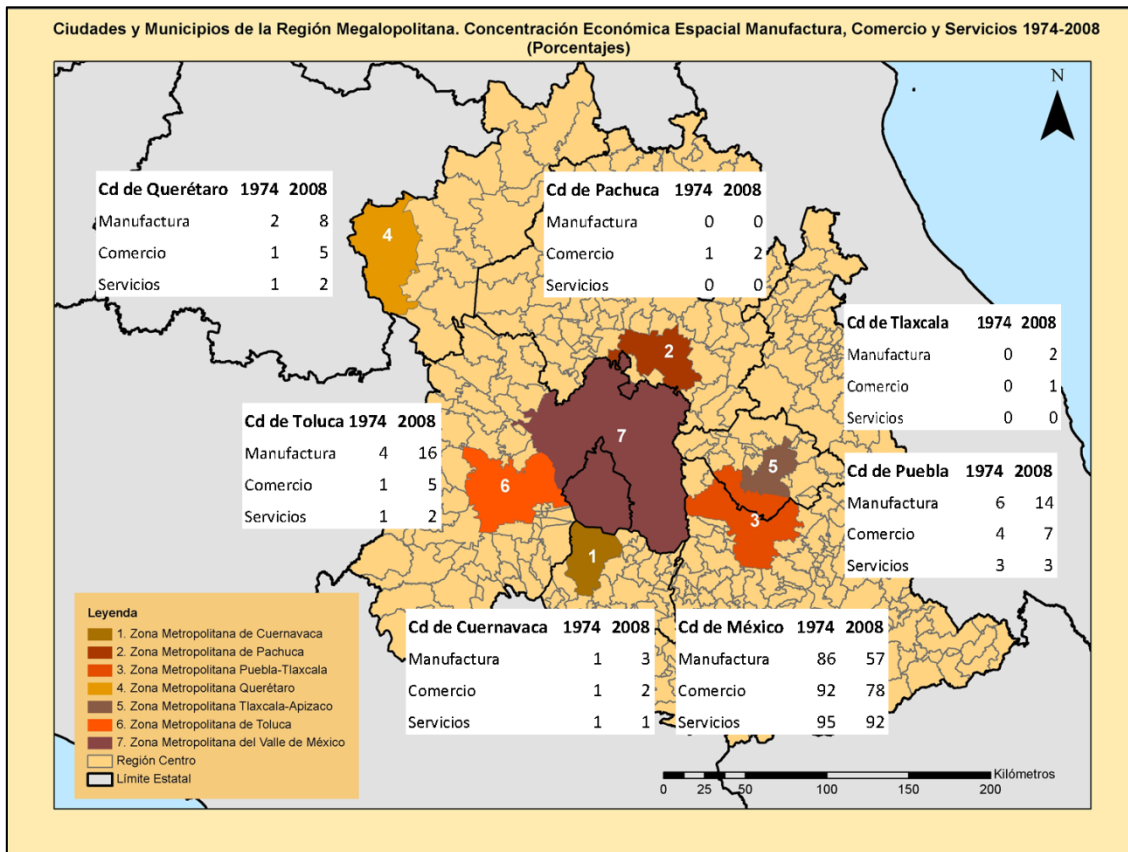 Ciudades y Municipios de la Región Megalopolitana. Concentración Económica Espacial Manufactura, Comercio y Servicios 1974-2008
(Porcentajes)
N
Cd de Querétaro 1974 2008
Manufactura 2 8
Comercio 1 5
Servicios 1 2
Cd de Pachuca 1974 2008
Manufactura 0 0
Comercio 1 2
Servicios 0 0
4
2
Cd de Tlaxcala 1974 2008
Manufactura 0 2
Comercio 0 1
Servicios 0 0
Cd de Toluca 1974 2008
Manufactura 4 16
Comercio 1 5
Servicios 1 2
7
6
5
3
1
Cd de Puebla 1974 2008
Manufactura 6 14
Comercio 4 7
Servicios 3 3
Cd de Cuernavaca 1974 2008
Manufactura 1 3
Comercio 1 2
Servicios 1 1
Cd de México 1974 2008
Manufactura 86 57
Comercio 92 78
Servicios 95 92
Leyenda
1. Zona Metropolitana de Cuernavaca
2. Zona Metropolitana de Pachuca
3. Zona Metropolitana Puebla-Tlaxcala
4. Zona Metropolitana Querétaro
5. Zona Metropolitana Tlaxcala-Apizaco
6. Zona Metropolitana de Toluca
7. Zona Metropolitana del Valle de México
Región Centro
Límite Estatal
Kilómetros
0 25 50 100 150 200